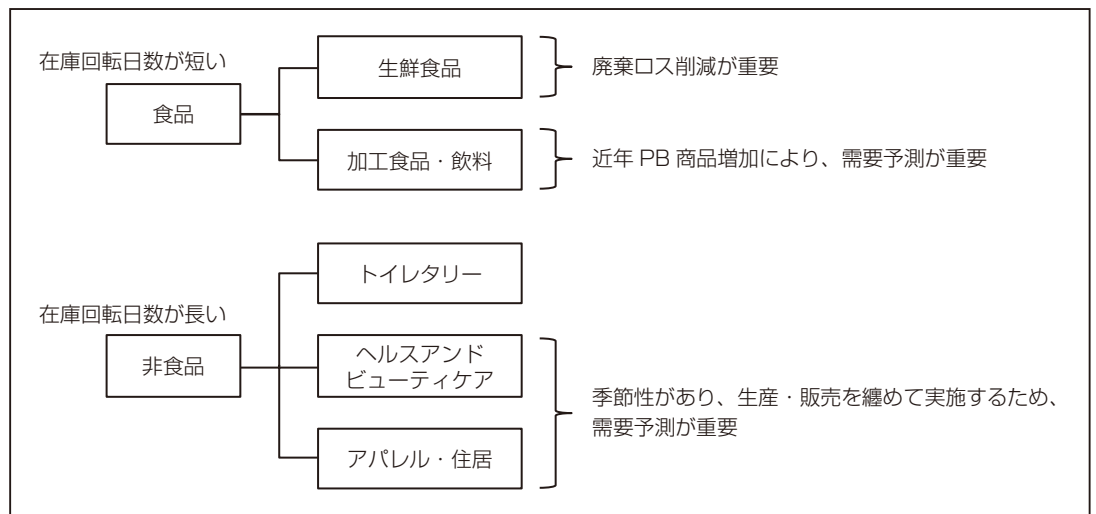 在庫回転日数が短い
食品
生鮮食品
廃棄ロス削減が重要
加工食品・飲料
近年 PB 商品増加により、需要予測が重要
在庫回転日数が長い
非食品
トイレタリー
ヘルスアンド
ビューティケア
アパレル・住居
季節性があり、生産・販売を纏めて実施するため、
需要予測が重要